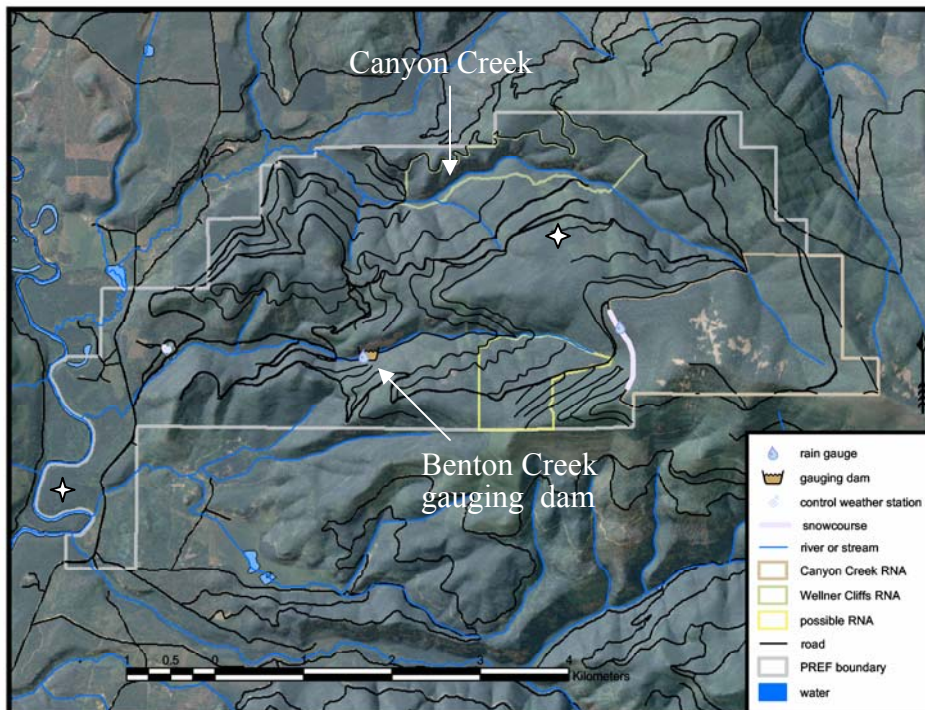 Canyon Creek
Benton Creek
gauging dam
rain gauge
gauging dam
control weather station
snowcourse
river or stream
Canyon Creek RNA
Wellner Cliffs RNA
possible RNA
road
PREF boundary
water
1 0.5 0 1 2 3 4
Kilometers